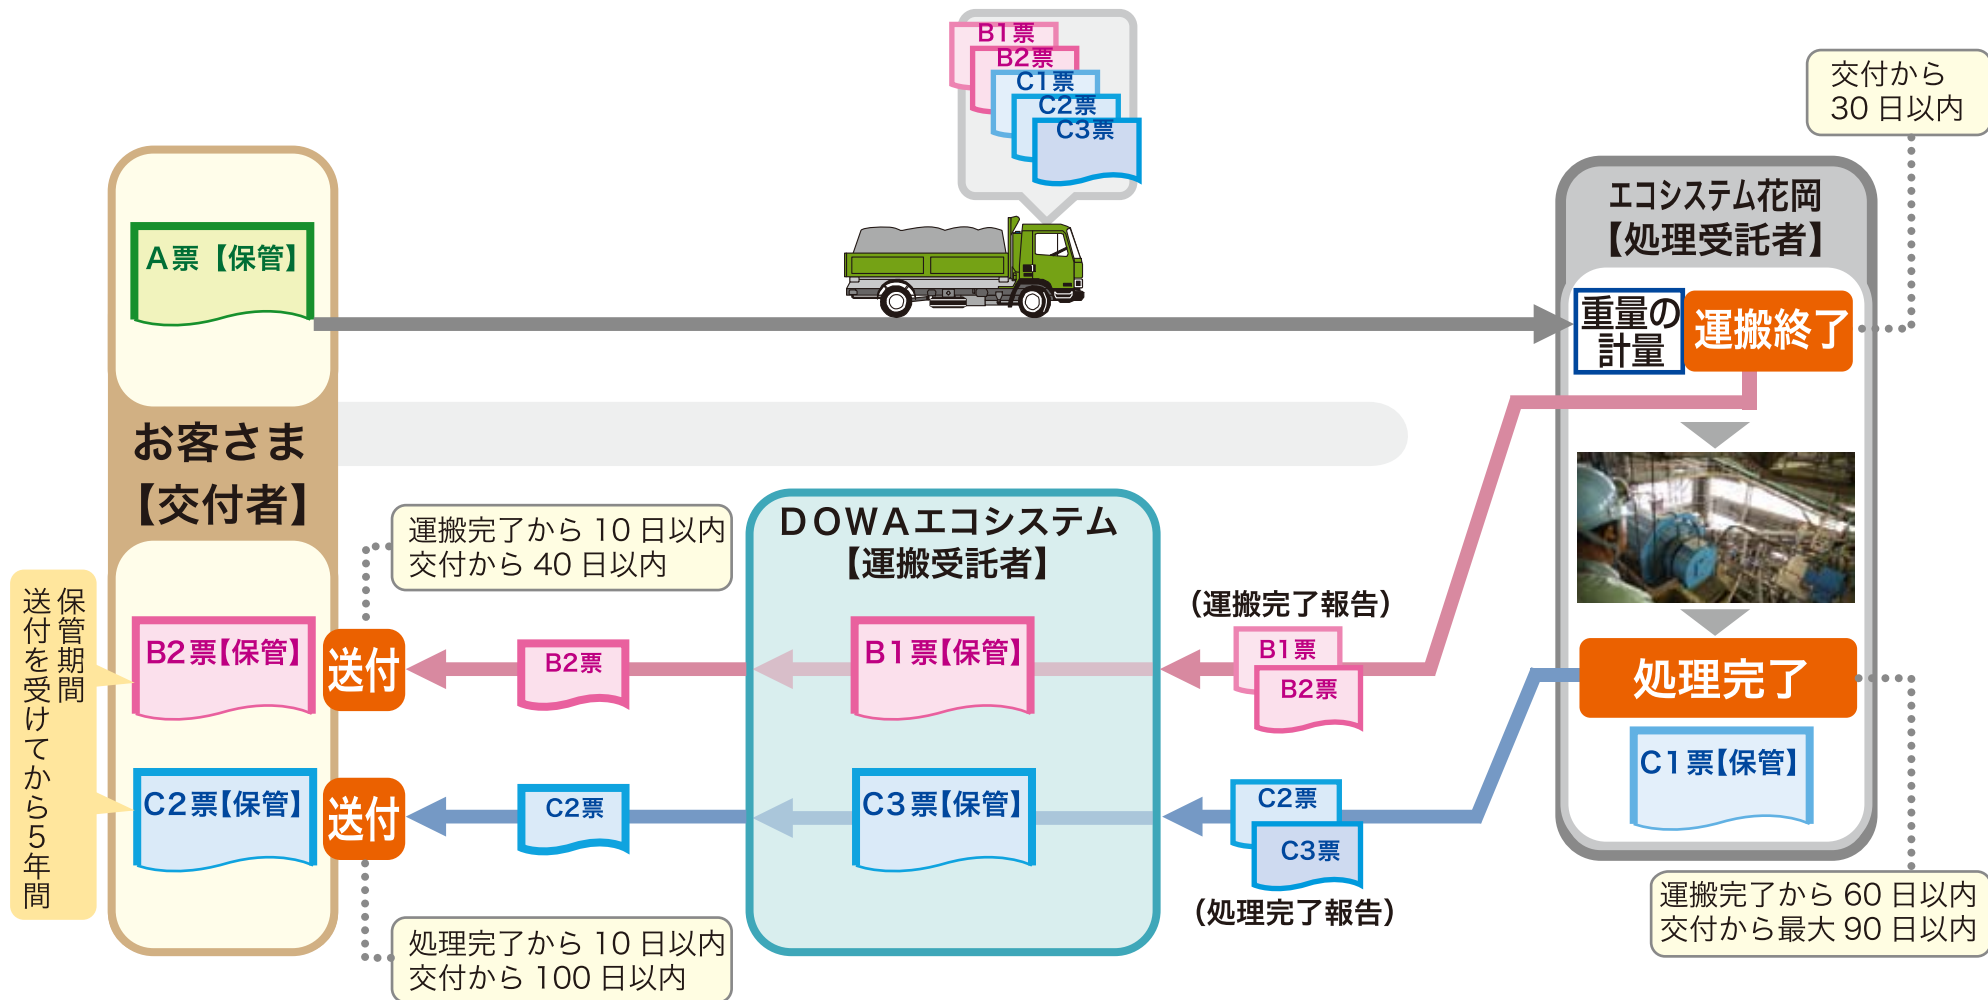 B1票
B2票
C1票
C2票
C3票
交付から
30日以内
エコシステム花岡
【処理受託者】
A票【保管】
重量の
計量
運搬終了
お客さま
【交付者】
運搬完了から10日以内
交付から40日以内
DOWAエコシステム
【運搬受託者】
保管期間
送付を受けてから5年間
(運搬完了報告)
B2票【保管】
送付
B2票
B1票【保管】
B1票
B2票
処理完了
C1票【保管】
C2票【保管】
送付
C2票
C3票【保管】
C2票
C3票
(処理完了報告)
処理完了から10日以内
交付から100日以内
運搬完了から60日以内
交付から最大90日以内